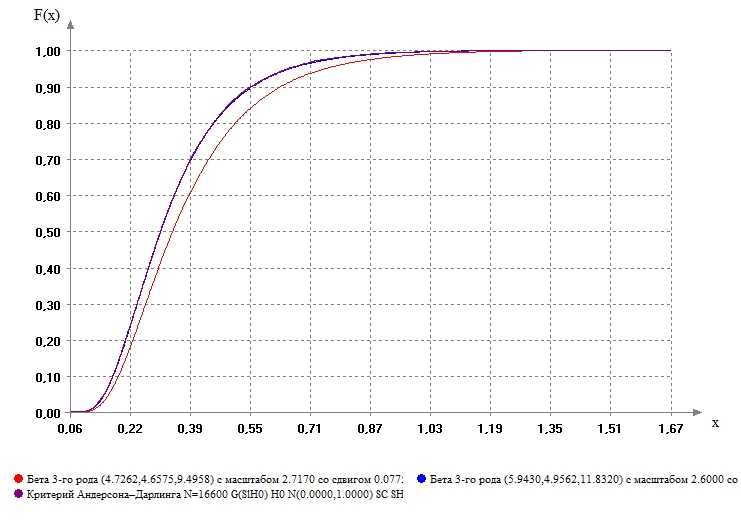 F(x)
1,00
0,90
0,80
0,70
0,60
0,50
0,40
0,30
0,20
0,10
0,00
0,06 0,22 0,39 0,55 0,71 0,87 1,03 1,19 1,35 1,51 1,67
x
Бета 3-го рода (4.7262,4.6575,9.4958) с масштабом 2.7170 со сдвигом 0.077: Бета 3-го рода (5.9430,4.9562,11.8320) с масштабом 2.6000 со
Критерий Андерсона–Дарлинга N=16600 G(S|H0) H0 N(0.0000,1.0000) SC SH